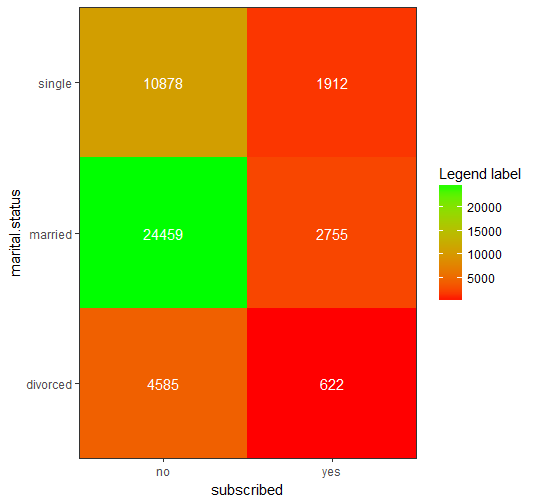 single
10878
1912
married
24459
2755
divorced
4585
622
no
yes
subscribed
marital.status
Legend label
20000
15000
10000
5000